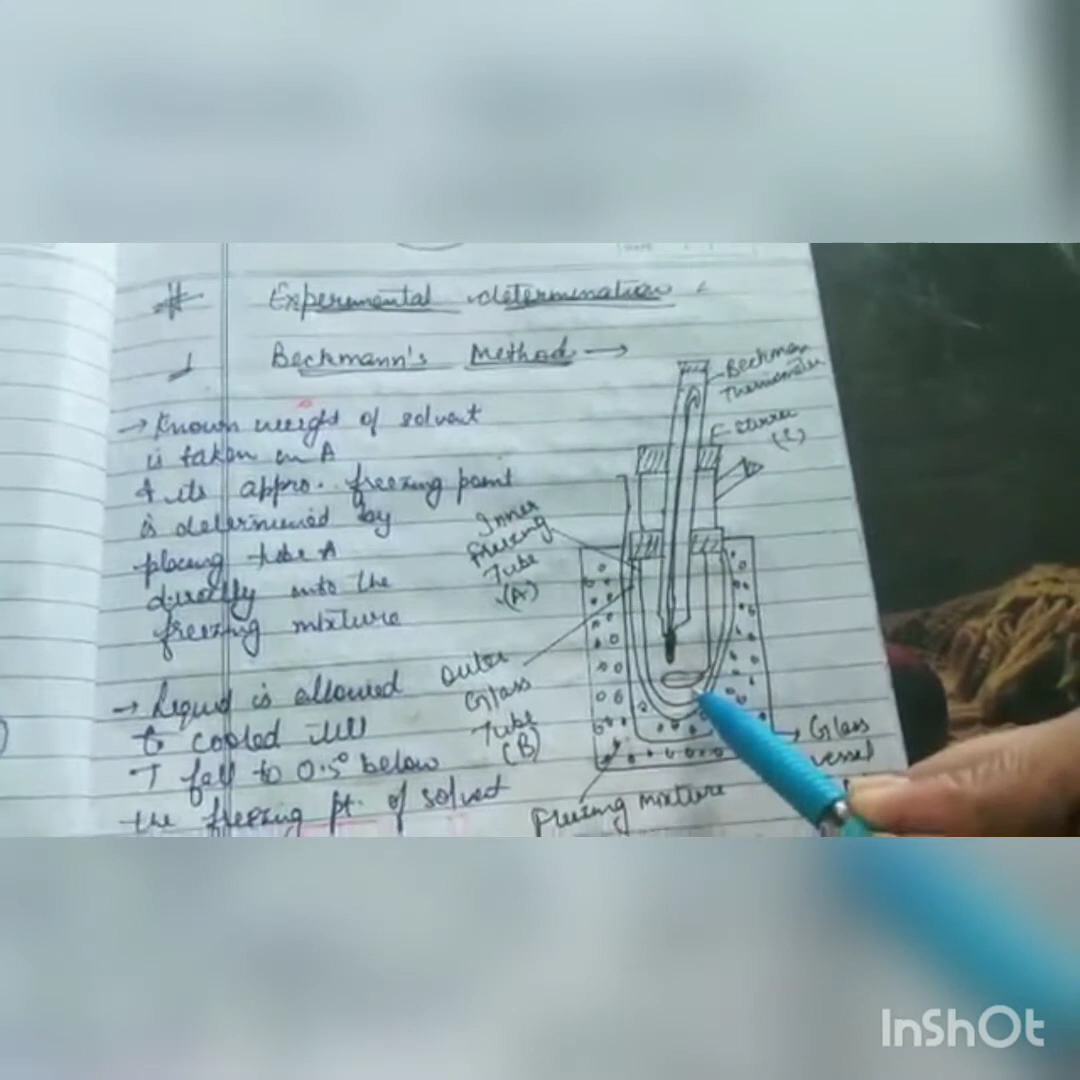 # Experimental determination
1 Beckmann's Method →
→ Known weight of solvent
is taken in A
& its appro. freezing point
is determined by
placing tube A
directly into the
freezing mixture
→ Liquid is allowed
to cooled till
T fall to 0.5° below
the freezing pt. of solvent
Beckman
Thermometer
Stirrer
Inner
freezing
Tube
(A)
outer
Glass
Tube
(B)
Glass
vessel
freezing mixture
InShOt